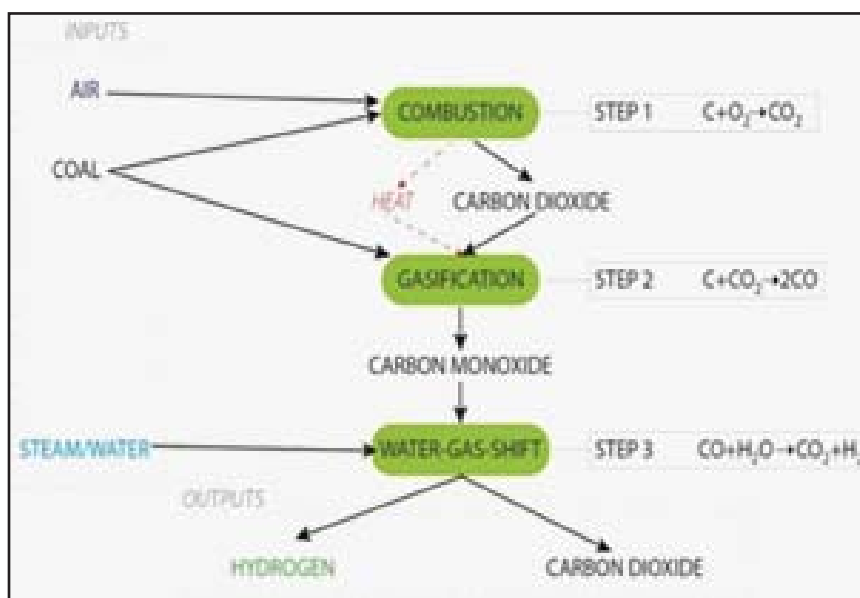 INPUTS
AIR
COMBUSTION STEP 1 C+O₂→CO₂
COAL
HEAT CARBON DIOXIDE
GASIFICATION STEP 2 C+CO₂→2CO
CARBON MONOXIDE
STEAM/WATER WATER-GAS-SHIFT STEP 3 CO+H₂O→CO₂+H₂
OUTPUTS
HYDROGEN CARBON DIOXIDE